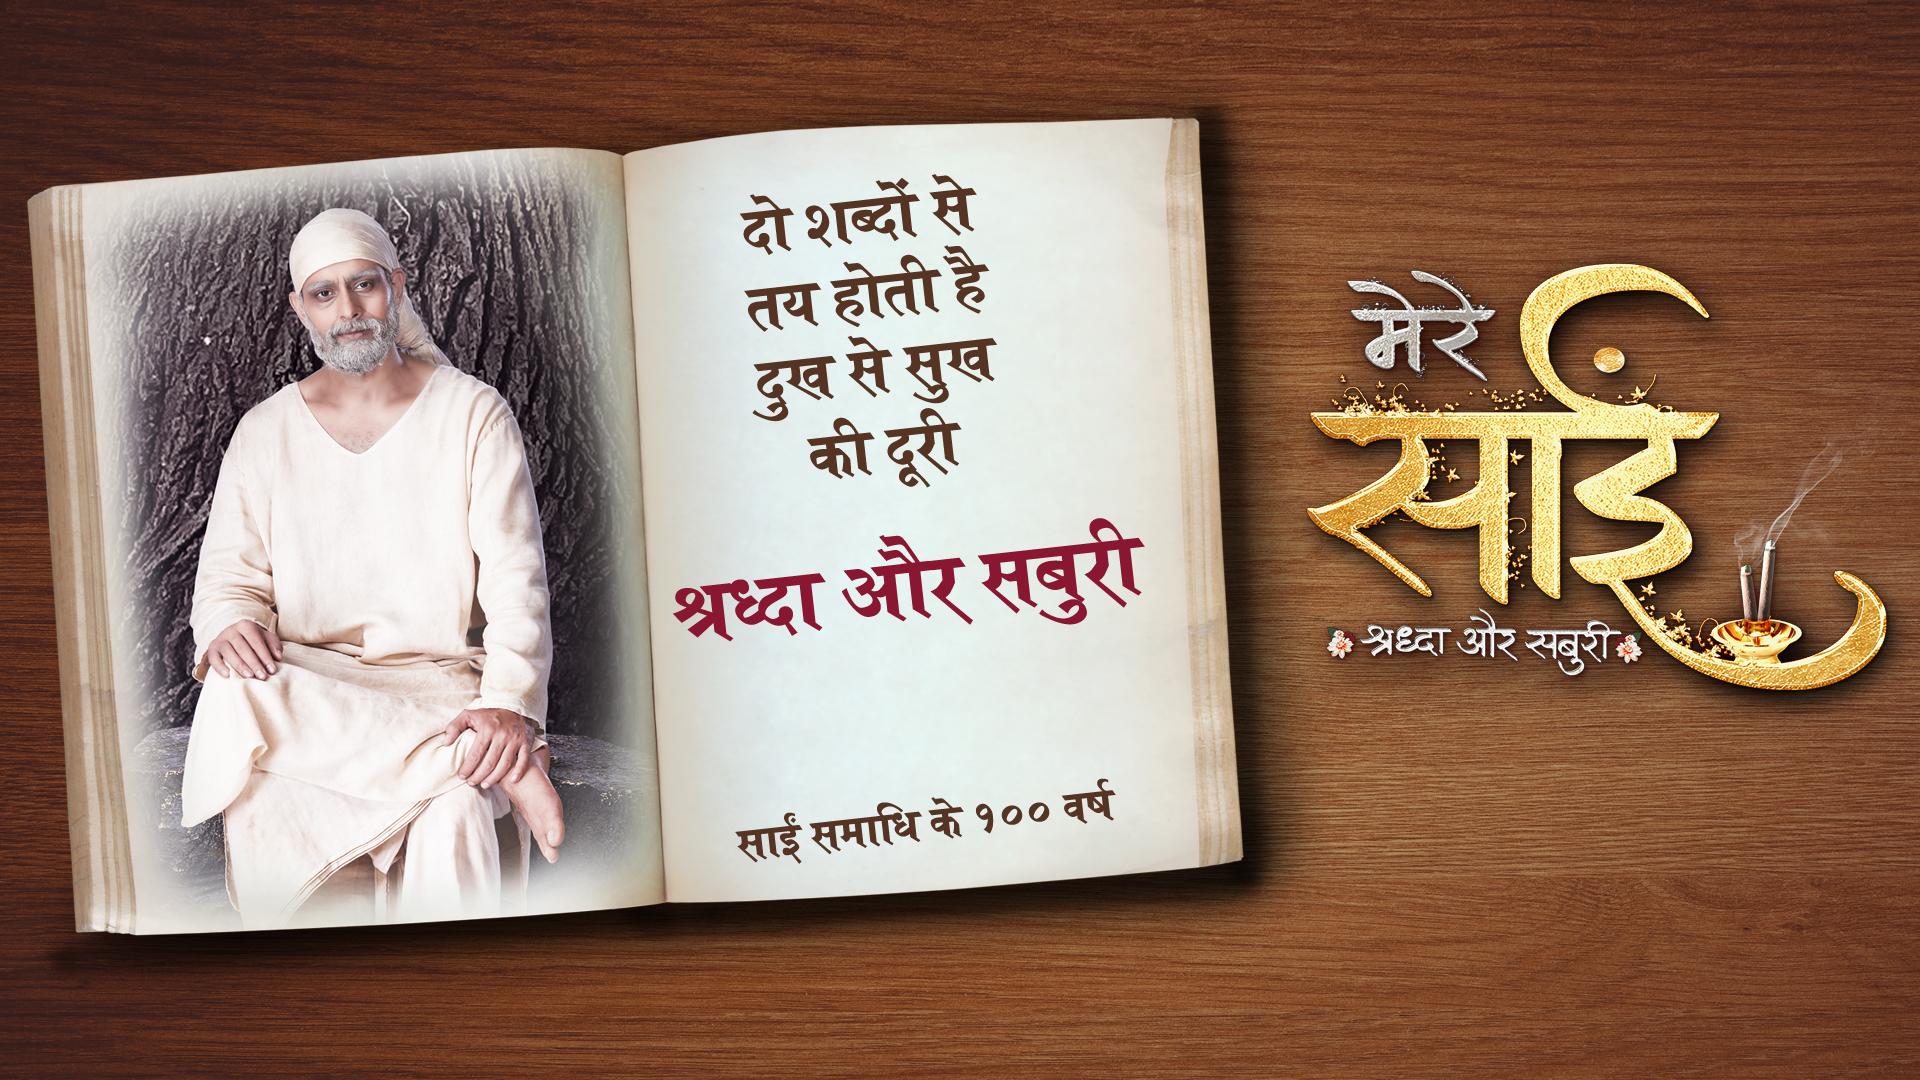 दो शब्दों से
तय होती है
दुख से सुख
की दूरी
श्रध्दा और सबुरी
साईं समाधि के १०० वर्ष
मेरे
साईं
श्रध्दा और सबुरी